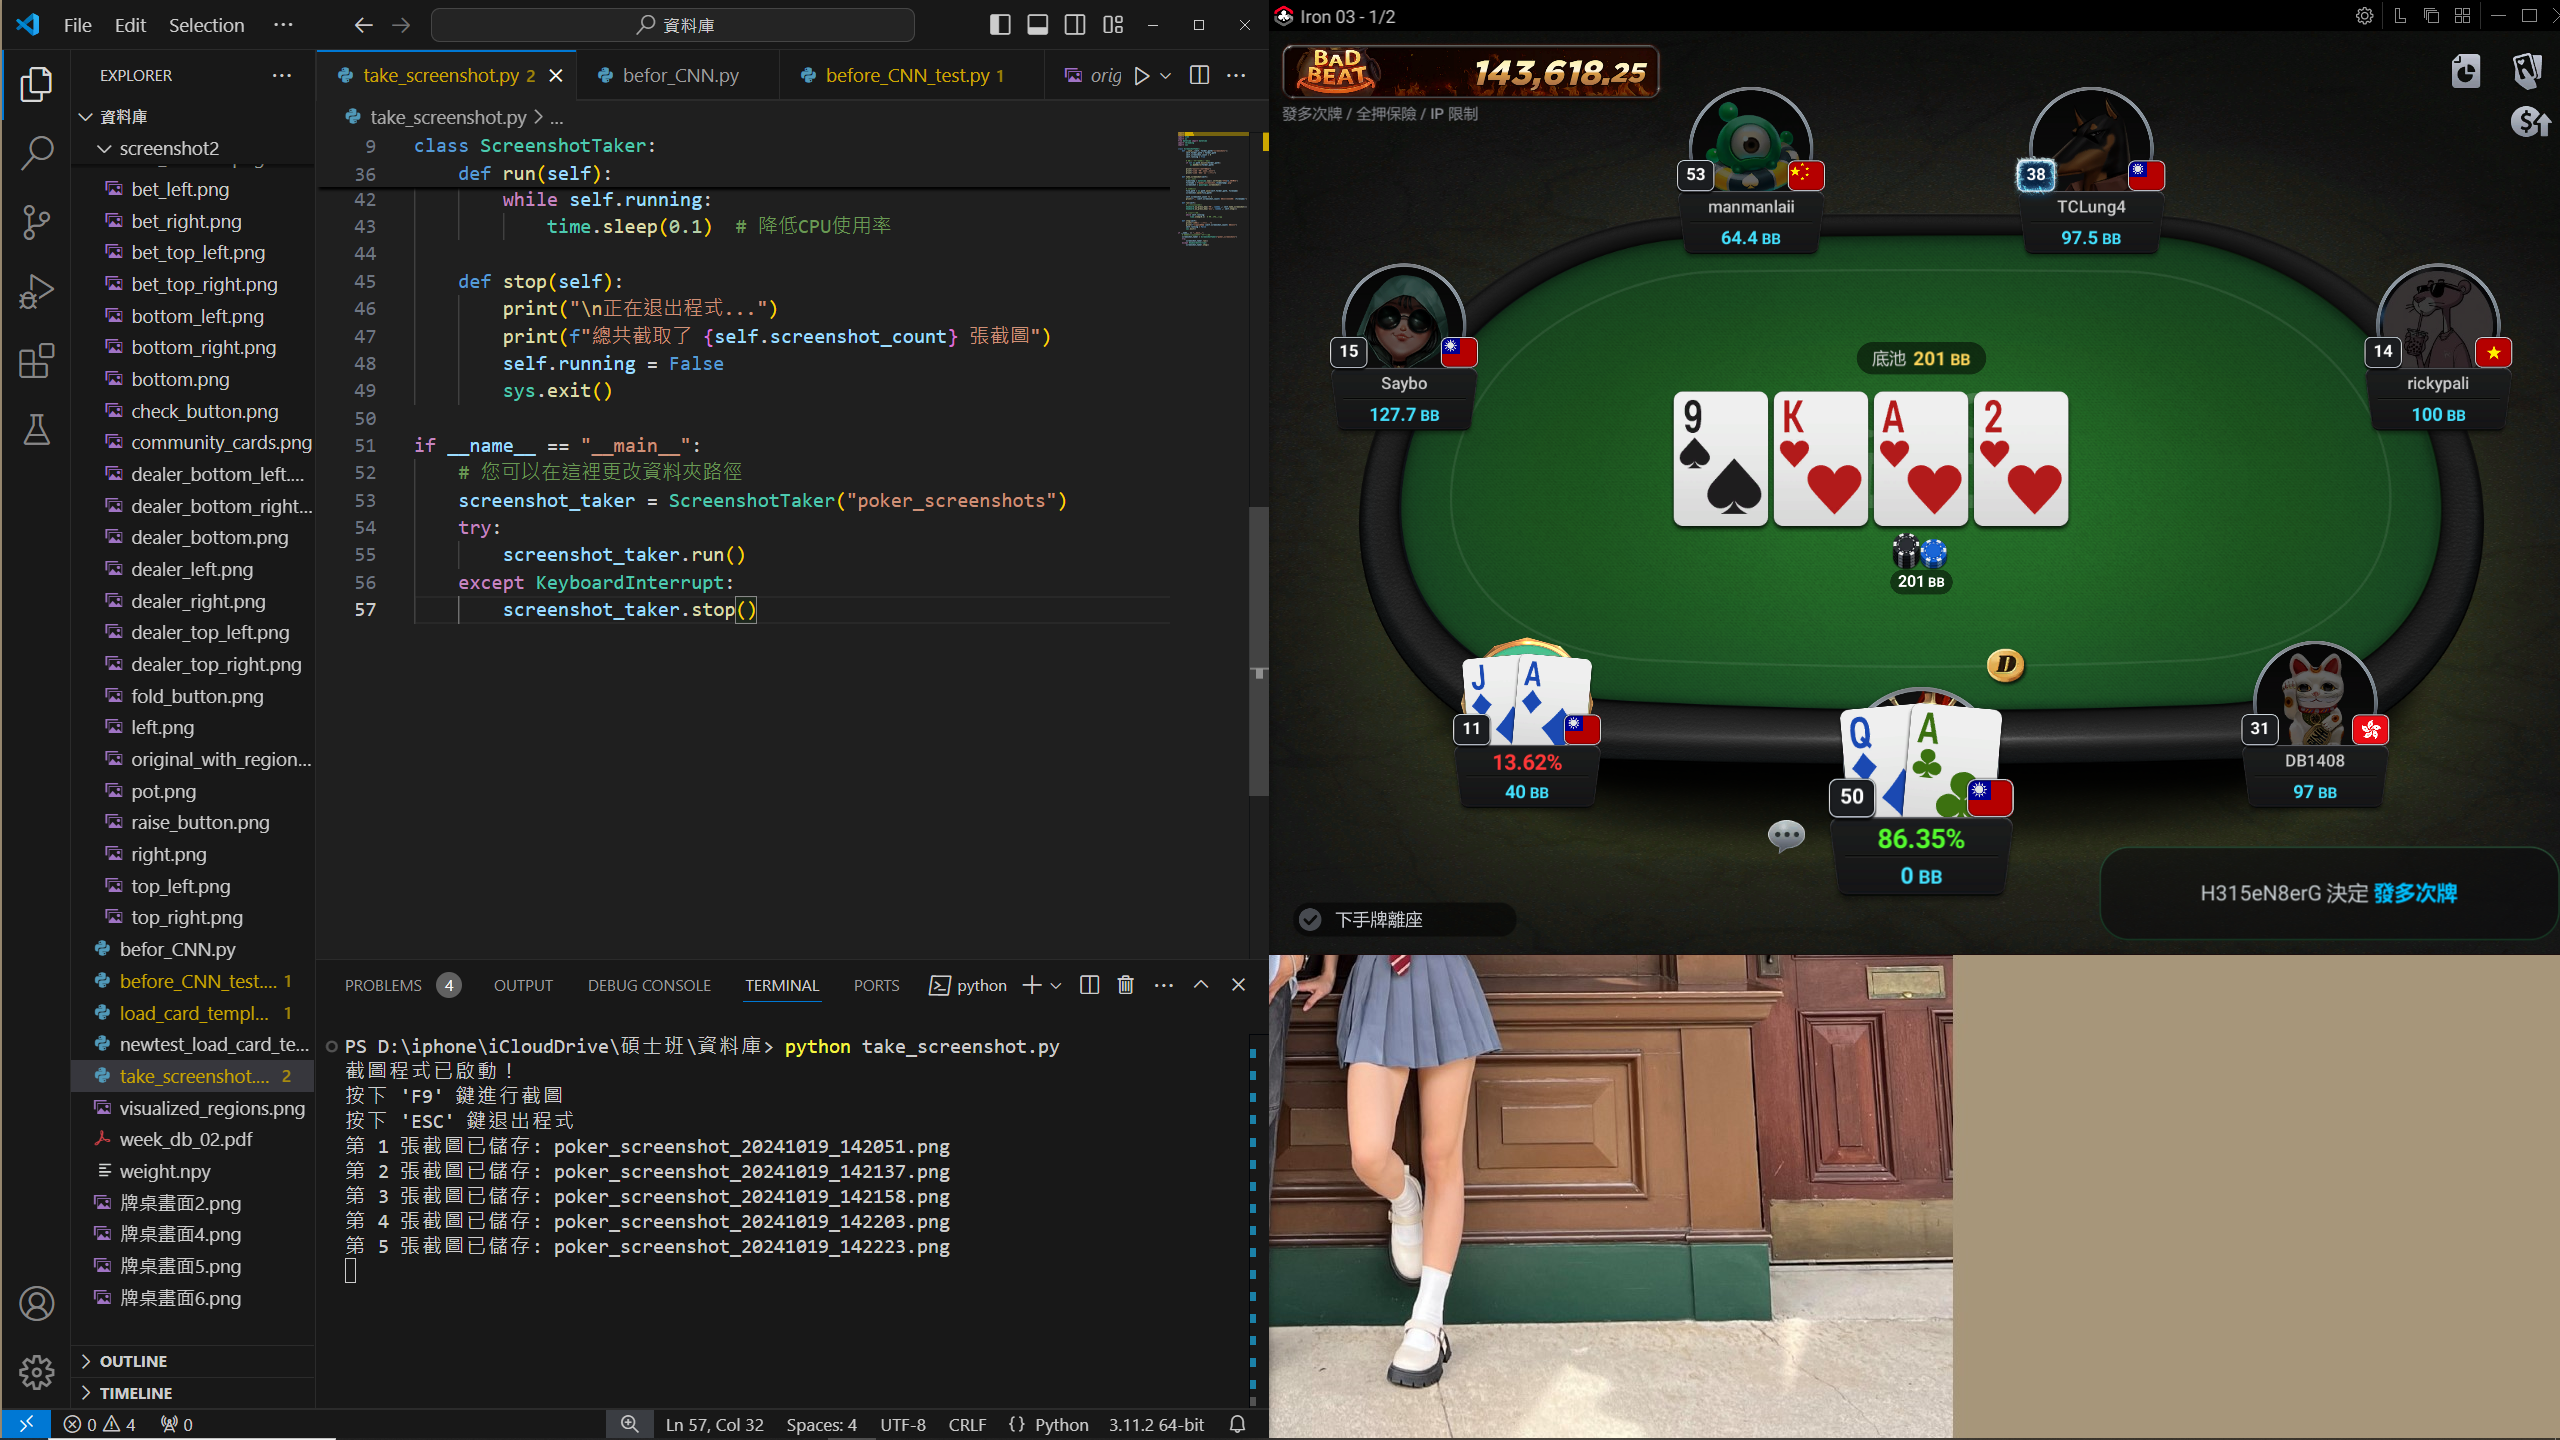 File Edit Selection ··· 資料庫
EXPLORER ···
資料庫
screenshot2
bet_left.png
bet_right.png
bet_top_left.png
bet_top_right.png
bottom_left.png
bottom_right.png
bottom.png
check_button.png
community_cards.png
dealer_bottom_left....
dealer_bottom_right...
dealer_bottom.png
dealer_left.png
dealer_right.png
dealer_top_left.png
dealer_top_right.png
fold_button.png
left.png
original_with_region...
pot.png
raise_button.png
right.png
top_left.png
top_right.png
befor_CNN.py
before_CNN_test.... 1
load_card_templ... 1
newtest_load_card_te...
take_screenshot.... 2
visualized_regions.png
week_db_02.pdf
weight.npy
牌桌畫面2.png
牌桌畫面4.png
牌桌畫面5.png
牌桌畫面6.png
OUTLINE
TIMELINE
take_screenshot.py 2 befor_CNN.py before_CNN_test.py 1 orig
take_screenshot.py > ...
9 class ScreenshotTaker:
36 def run(self):
42 while self.running:
43 time.sleep(0.1) # 降低CPU使用率
44
45 def stop(self):
46 print("\n正在退出程式...")
47 print(f"總共截取了 {self.screenshot_count} 張截圖")
48 self.running = False
49 sys.exit()
50
51 if __name__ == "__main__":
52 # 您可以在這裡更改資料夾路徑
53 screenshot_taker = ScreenshotTaker("poker_screenshots")
54 try:
55 screenshot_taker.run()
56 except KeyboardInterrupt:
57 screenshot_taker.stop()
PROBLEMS 4 OUTPUT DEBUG CONSOLE TERMINAL PORTS python
PS D:\iphone\iCloudDrive\碩士班\資料庫> python take_screenshot.py
截圖程式已啟動！
按下 'F9' 鍵進行截圖
按下 'ESC' 鍵退出程式
第 1 張截圖已儲存: poker_screenshot_20241019_142051.png
第 2 張截圖已儲存: poker_screenshot_20241019_142137.png
第 3 張截圖已儲存: poker_screenshot_20241019_142158.png
第 4 張截圖已儲存: poker_screenshot_20241019_142203.png
第 5 張截圖已儲存: poker_screenshot_20241019_142223.png
0 4 0 Ln 57, Col 32 Spaces: 4 UTF-8 CRLF {} Python 3.11.2 64-bit
Iron 03 - 1/2
BAD BEAT 143,618.25
發多次牌 / 全押保險 / IP 限制
53
manmanlaii
64.4 BB
38
TCLung4
97.5 BB
15
Saybo
127.7 BB
14
rickypali
100 BB
底池 201 BB
9 K A 2
201 BB
D
J A
11
13.62%
40 BB
Q A
50
86.35%
0 BB
31
DB1408
97 BB
H315eN8erG 決定 發多次牌
下手牌離座